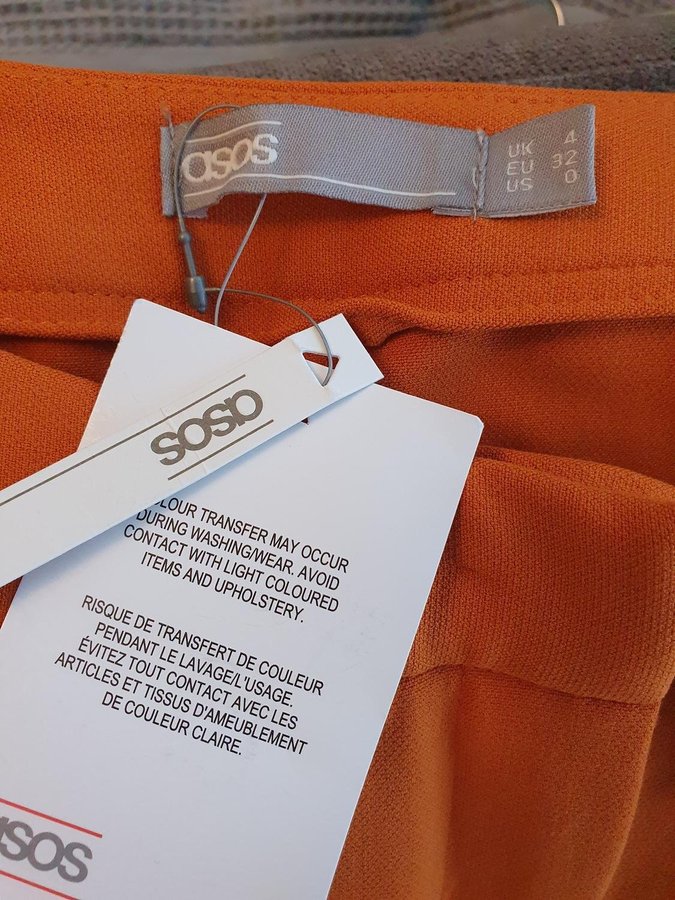 asos
UK 4
EU 32
US 0
asos
COLOUR TRANSFER MAY OCCUR
DURING WASHING/WEAR. AVOID
CONTACT WITH LIGHT COLOURED
ITEMS AND UPHOLSTERY.
RISQUE DE TRANSFERT DE COULEUR
PENDANT LE LAVAGE/L'USAGE.
ÉVITEZ TOUT CONTACT AVEC LES
ARTICLES ET TISSUS D'AMEUBLEMENT
DE COULEUR CLAIRE.
asos